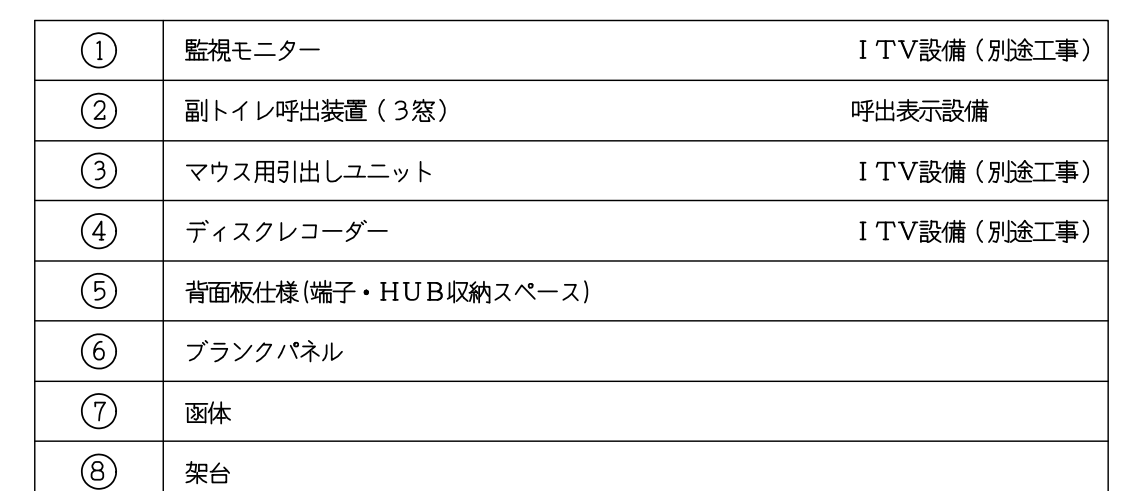 ① 監視モニター ＩＴＶ設備（別途工事）
② 副トイレ呼出装置（３窓） 呼出表示設備
③ マウス用引出しユニット ＩＴＶ設備（別途工事）
④ ディスクレコーダー ＩＴＶ設備（別途工事）
⑤ 背面板仕様(端子・ＨＵＢ収納スペース)
⑥ ブランクパネル
⑦ 函体
⑧ 架台